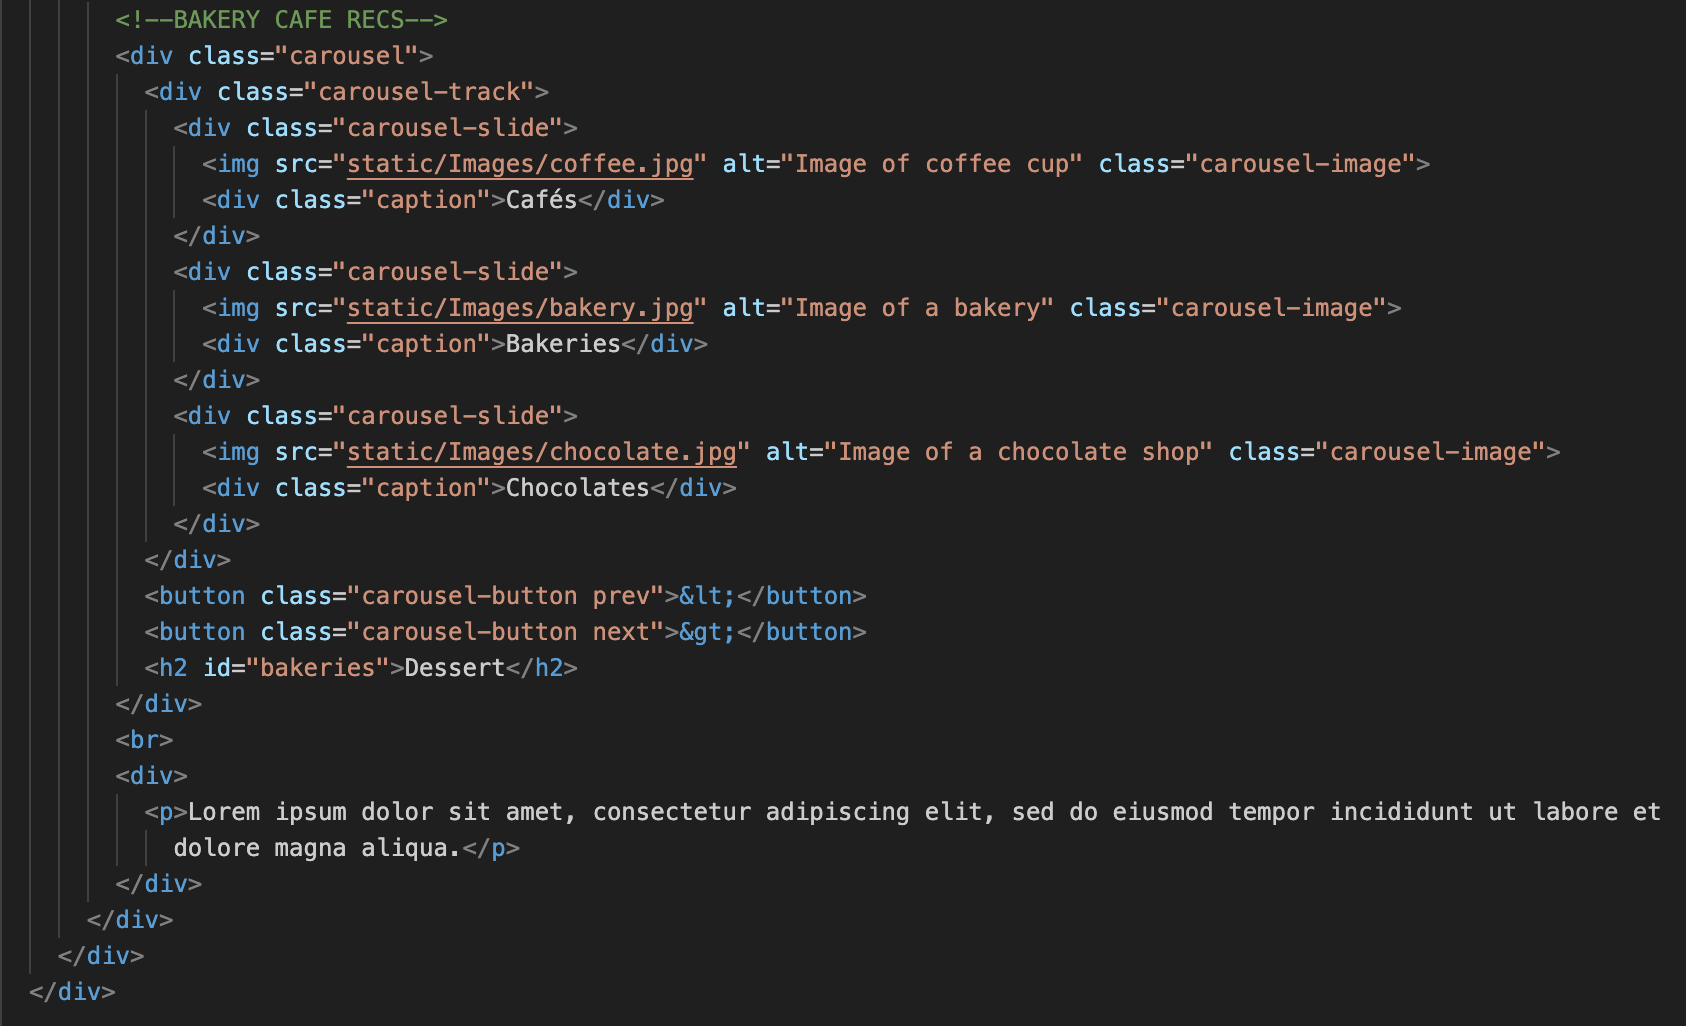 <!--BAKERY CAFE RECS-->
<div class="carousel">
<div class="carousel-track">
<div class="carousel-slide">
<img src="static/Images/coffee.jpg" alt="Image of coffee cup" class="carousel-image">
<div class="caption">Cafés</div>
</div>
<div class="carousel-slide">
<img src="static/Images/bakery.jpg" alt="Image of a bakery" class="carousel-image">
<div class="caption">Bakeries</div>
</div>
<div class="carousel-slide">
<img src="static/Images/chocolate.jpg" alt="Image of a chocolate shop" class="carousel-image">
<div class="caption">Chocolates</div>
</div>
</div>
<button class="carousel-button prev">&lt;</button>
<button class="carousel-button next">&gt;</button>
<h2 id="bakeries">Dessert</h2>
</div>
<br>
<div>
<p>Lorem ipsum dolor sit amet, consectetur adipiscing elit, sed do eiusmod tempor incididunt ut labore et
dolore magna aliqua.</p>
</div>
</div>
</div>
</div>